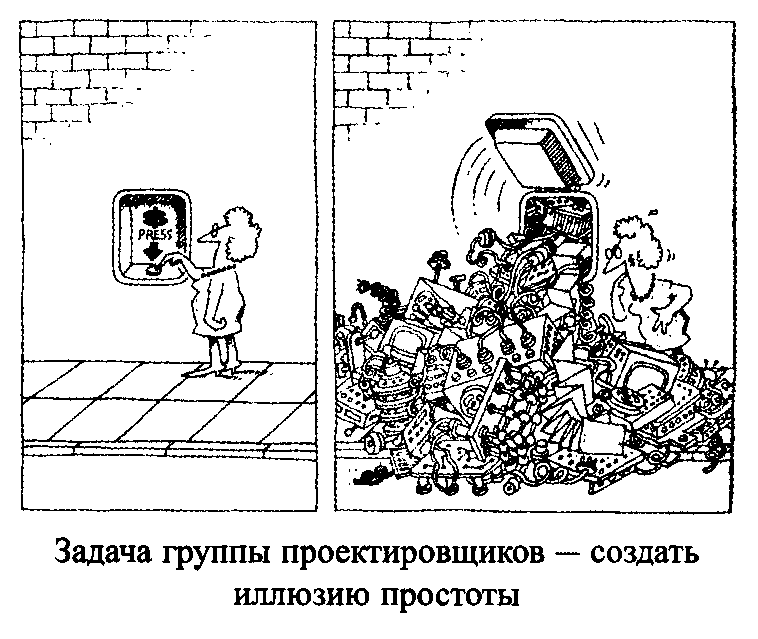 PRESS
Задача группы проектировщиков — создать
иллюзию простоты